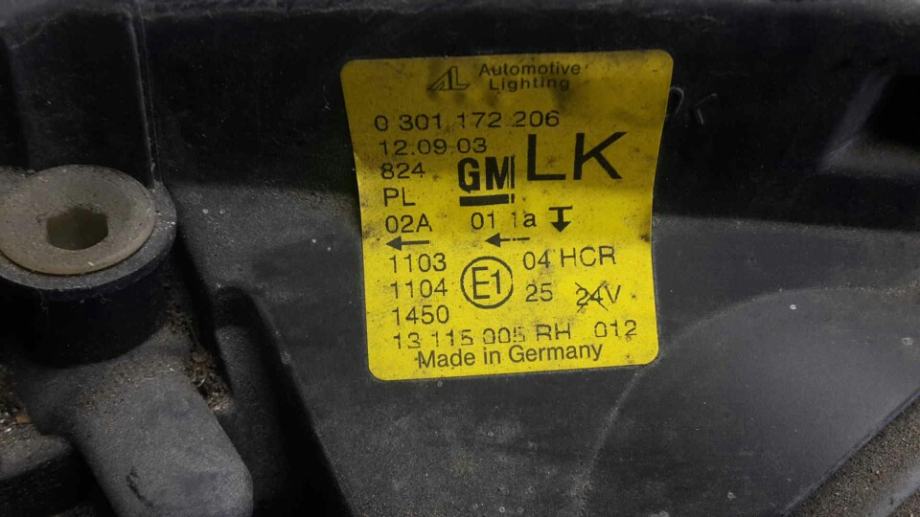 AL Automotive
Lighting
0 301 172 206
12.09 03
824 GM LK
PL
02A 01 1a
1103 04 HCR
1104 E1 25 24V
1450
13 115 005 RH 012
Made in Germany